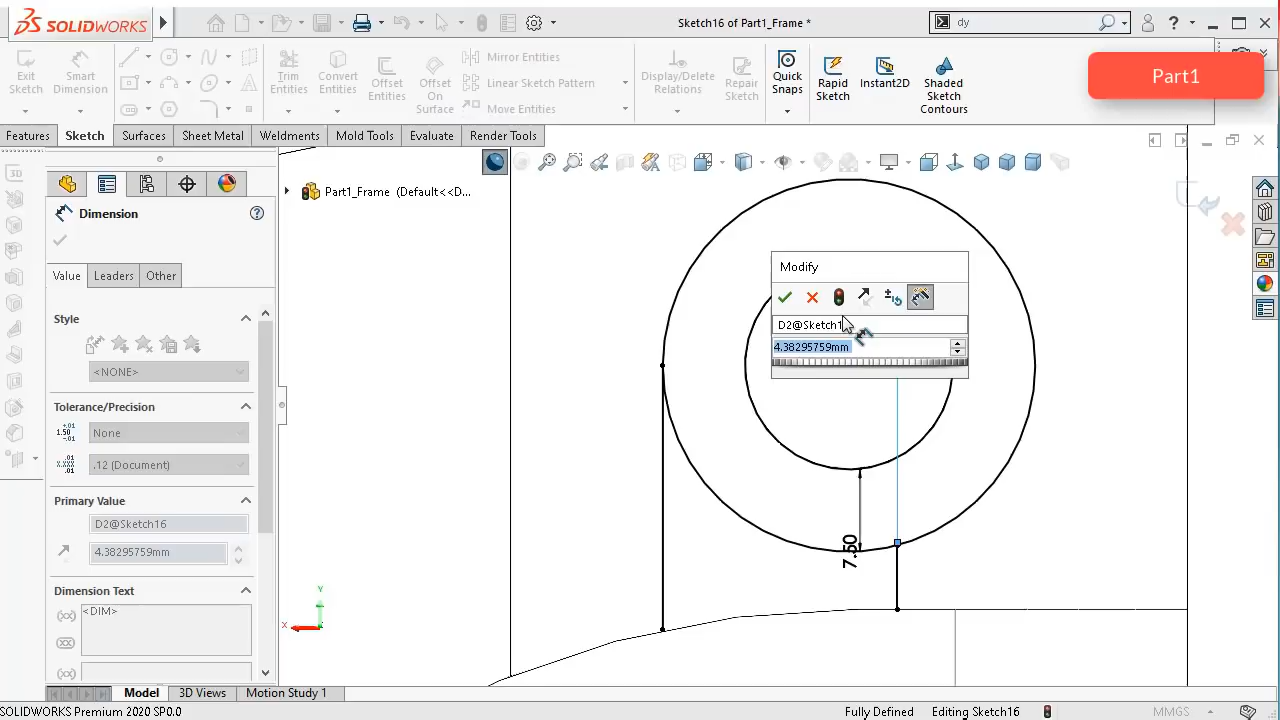 SOLIDWORKS
Sketch16 of Part1_Frame *
dy
?
Exit Sketch
Smart Dimension
Trim Entities
Convert Entities
Offset Entities
Offset On Surface
Mirror Entities
Linear Sketch Pattern
Move Entities
Display/Delete Relations
Repair Sketch
Quick Snaps
Rapid Sketch
Instant2D
Shaded Sketch Contours
Part1
Features
Sketch
Surfaces
Sheet Metal
Weldments
Mold Tools
Evaluate
Render Tools
Part1_Frame (Default<<D...
Dimension
?
Value
Leaders
Other
Style
<NONE>
Tolerance/Precision
None
.12 (Document)
Primary Value
D2@Sketch16
4.38295759mm
Dimension Text
<DIM>
Modify
D2@Sketch1
4.38295759mm
7.50
Y
X
Model
3D Views
Motion Study 1
SOLIDWORKS Premium 2020 SP0.0
Fully Defined
Editing Sketch16
MMGS